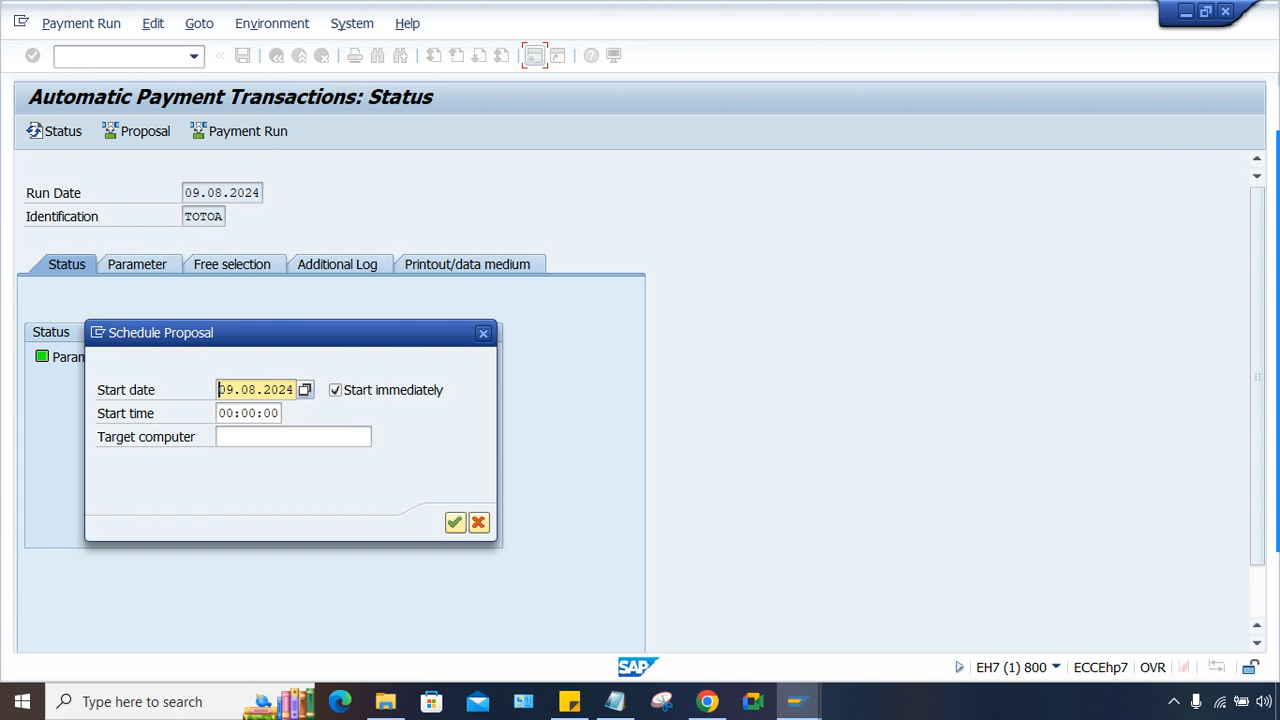 Payment Run Edit Goto Environment System Help
Automatic Payment Transactions: Status
Status Proposal Payment Run
Run Date 09.08.2024
Identification TOTOA
Status Parameter Free selection Additional Log Printout/data medium
Status
Param
Schedule Proposal
Start date 09.08.2024 Start immediately
Start time 00:00:00
Target computer
SAP
EH7 (1) 800 ECCEhp7 OVR
Type here to search